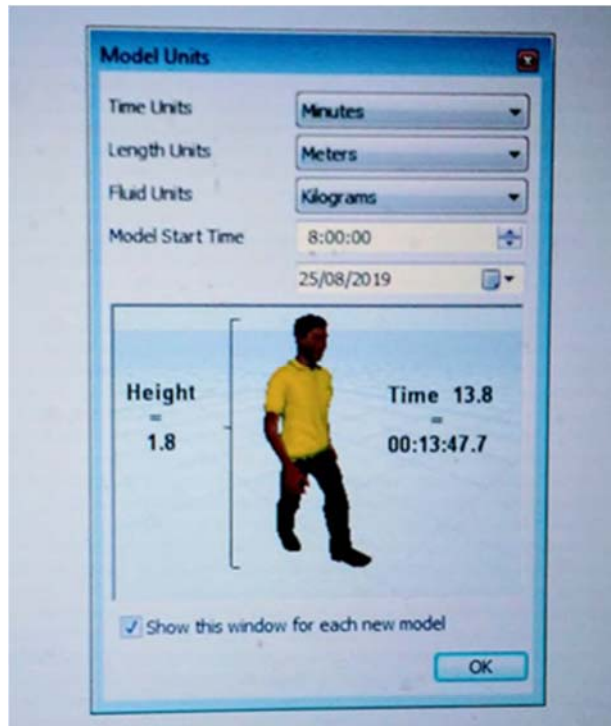 Model Units
Time Units Minutes
Length Units Meters
Fluid Units Kilograms
Model Start Time 8:00:00
25/08/2019
Height
=
1.8
Time 13.8
=
00:13:47.7
Show this window for each new model
OK